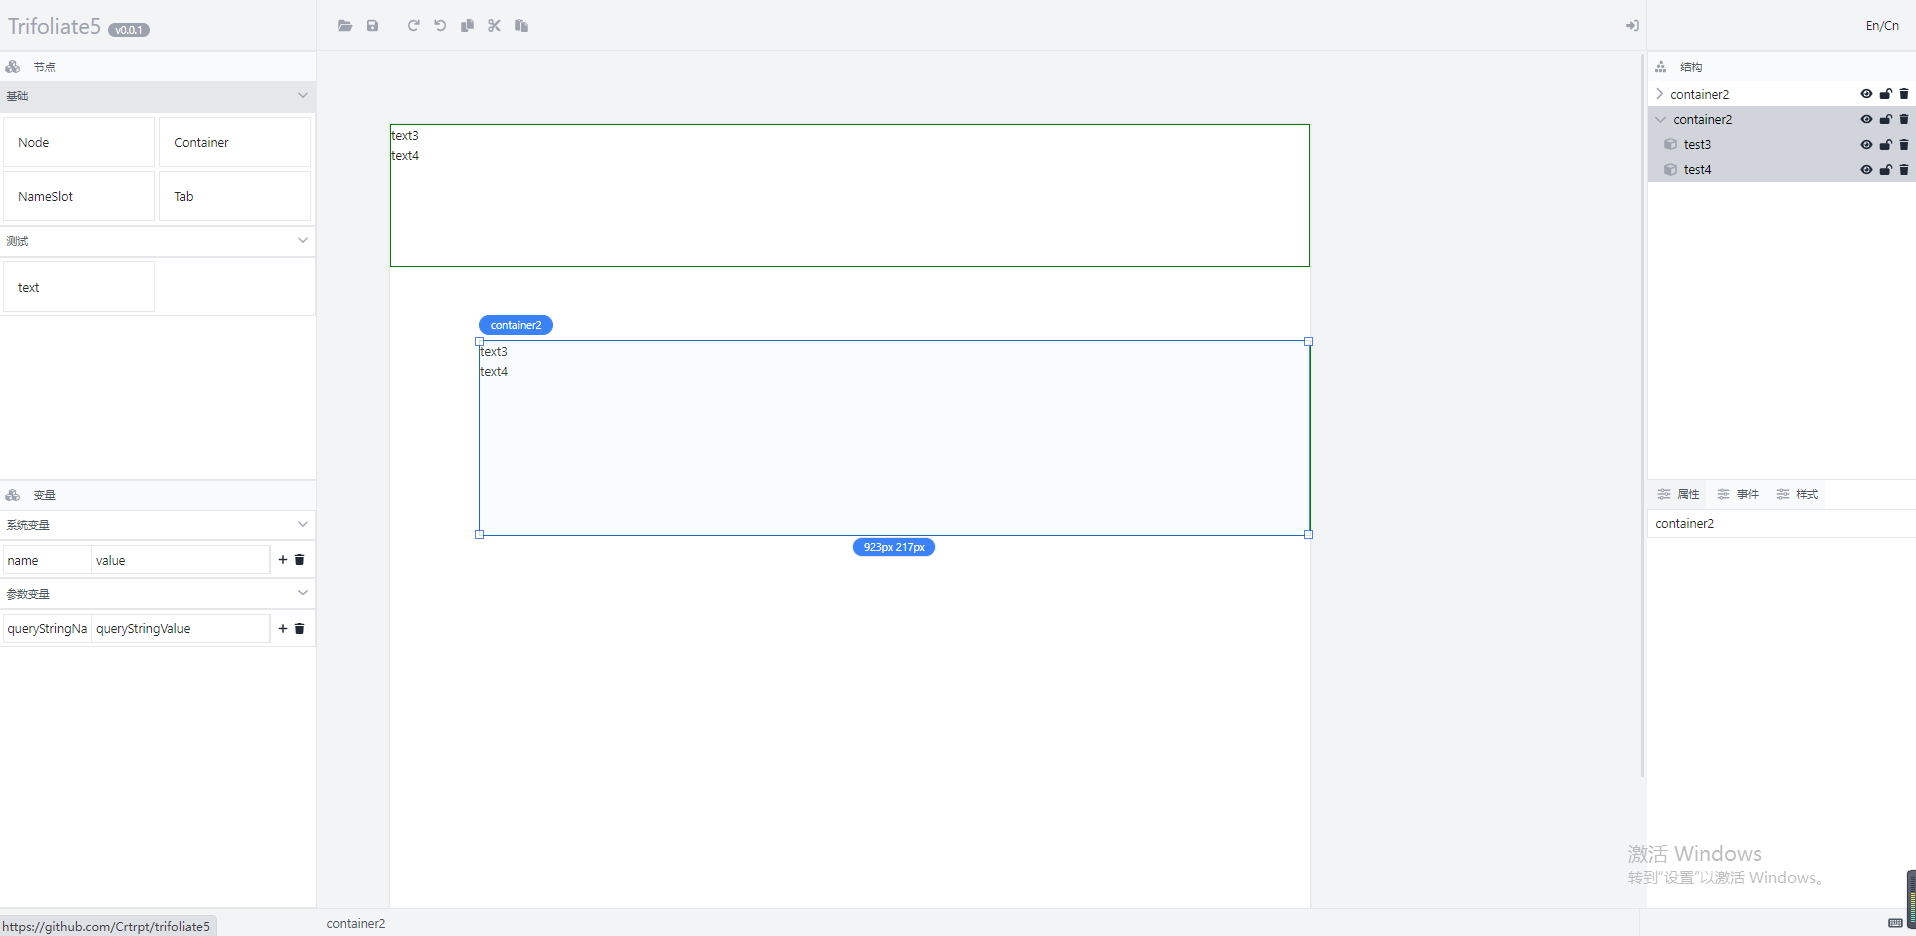 Trifoliate5 v0.0.1
En/Cn
节点
基础
Node
Container
NameSlot
Tab
测试
text
变量
系统变量
name
value
参数变量
queryStringNa
queryStringValue
https://github.com/Crtrpt/trifoliate5
text3
text4
container2
text3
text4
923px 217px
container2
结构
container2
container2
test3
test4
属性
事件
样式
container2
激活 Windows
转到"设置"以激活 Windows。